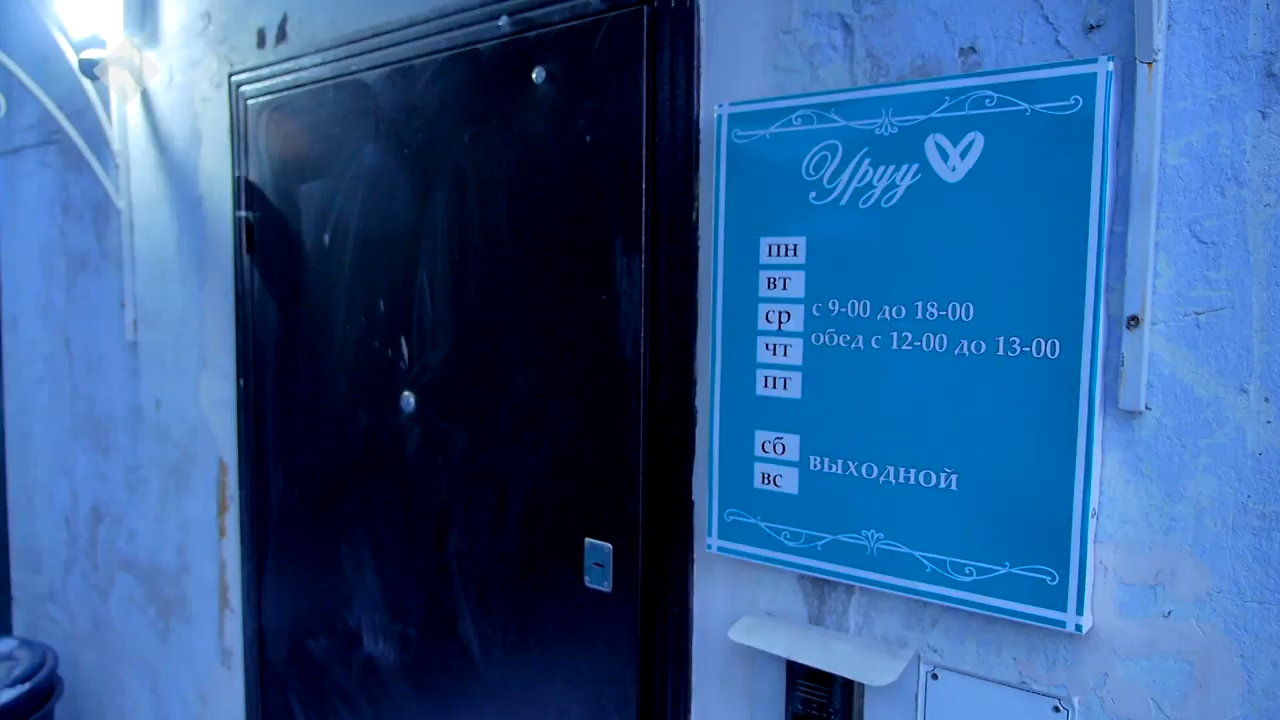 Уруу
пн
вт
ср
чт
пт
с 9-00 до 18-00
обед с 12-00 до 13-00
сб
вс
выходной